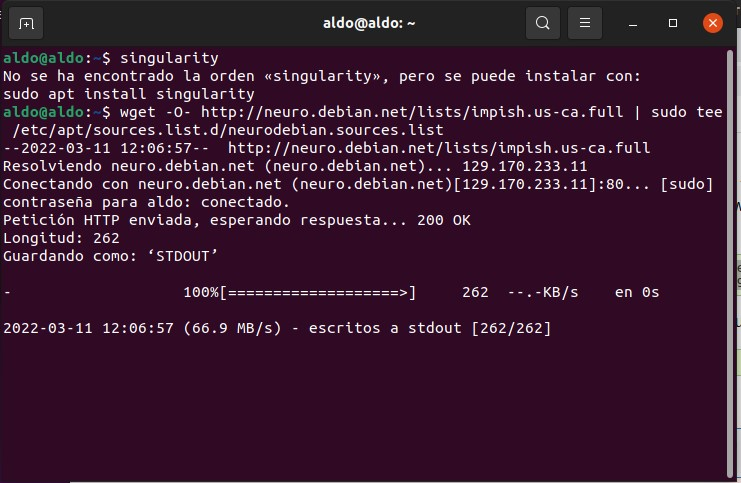 aldo@aldo: ~
aldo@aldo:~$ singularity
No se ha encontrado la orden «singularity», pero se puede instalar con:
sudo apt install singularity
aldo@aldo:~$ wget -O- http://neuro.debian.net/lists/impish.us-ca.full | sudo tee
 /etc/apt/sources.list.d/neurodebian.sources.list
--2022-03-11 12:06:57--  http://neuro.debian.net/lists/impish.us-ca.full
Resolviendo neuro.debian.net (neuro.debian.net)... 129.170.233.11
Conectando con neuro.debian.net (neuro.debian.net)[129.170.233.11]:80... [sudo]
contraseña para aldo: conectado.
Petición HTTP enviada, esperando respuesta... 200 OK
Longitud: 262
Guardando como: ‘STDOUT’
-                   100%[===================>]     262  --.-KB/s    en 0s
2022-03-11 12:06:57 (66.9 MB/s) - escritos a stdout [262/262]